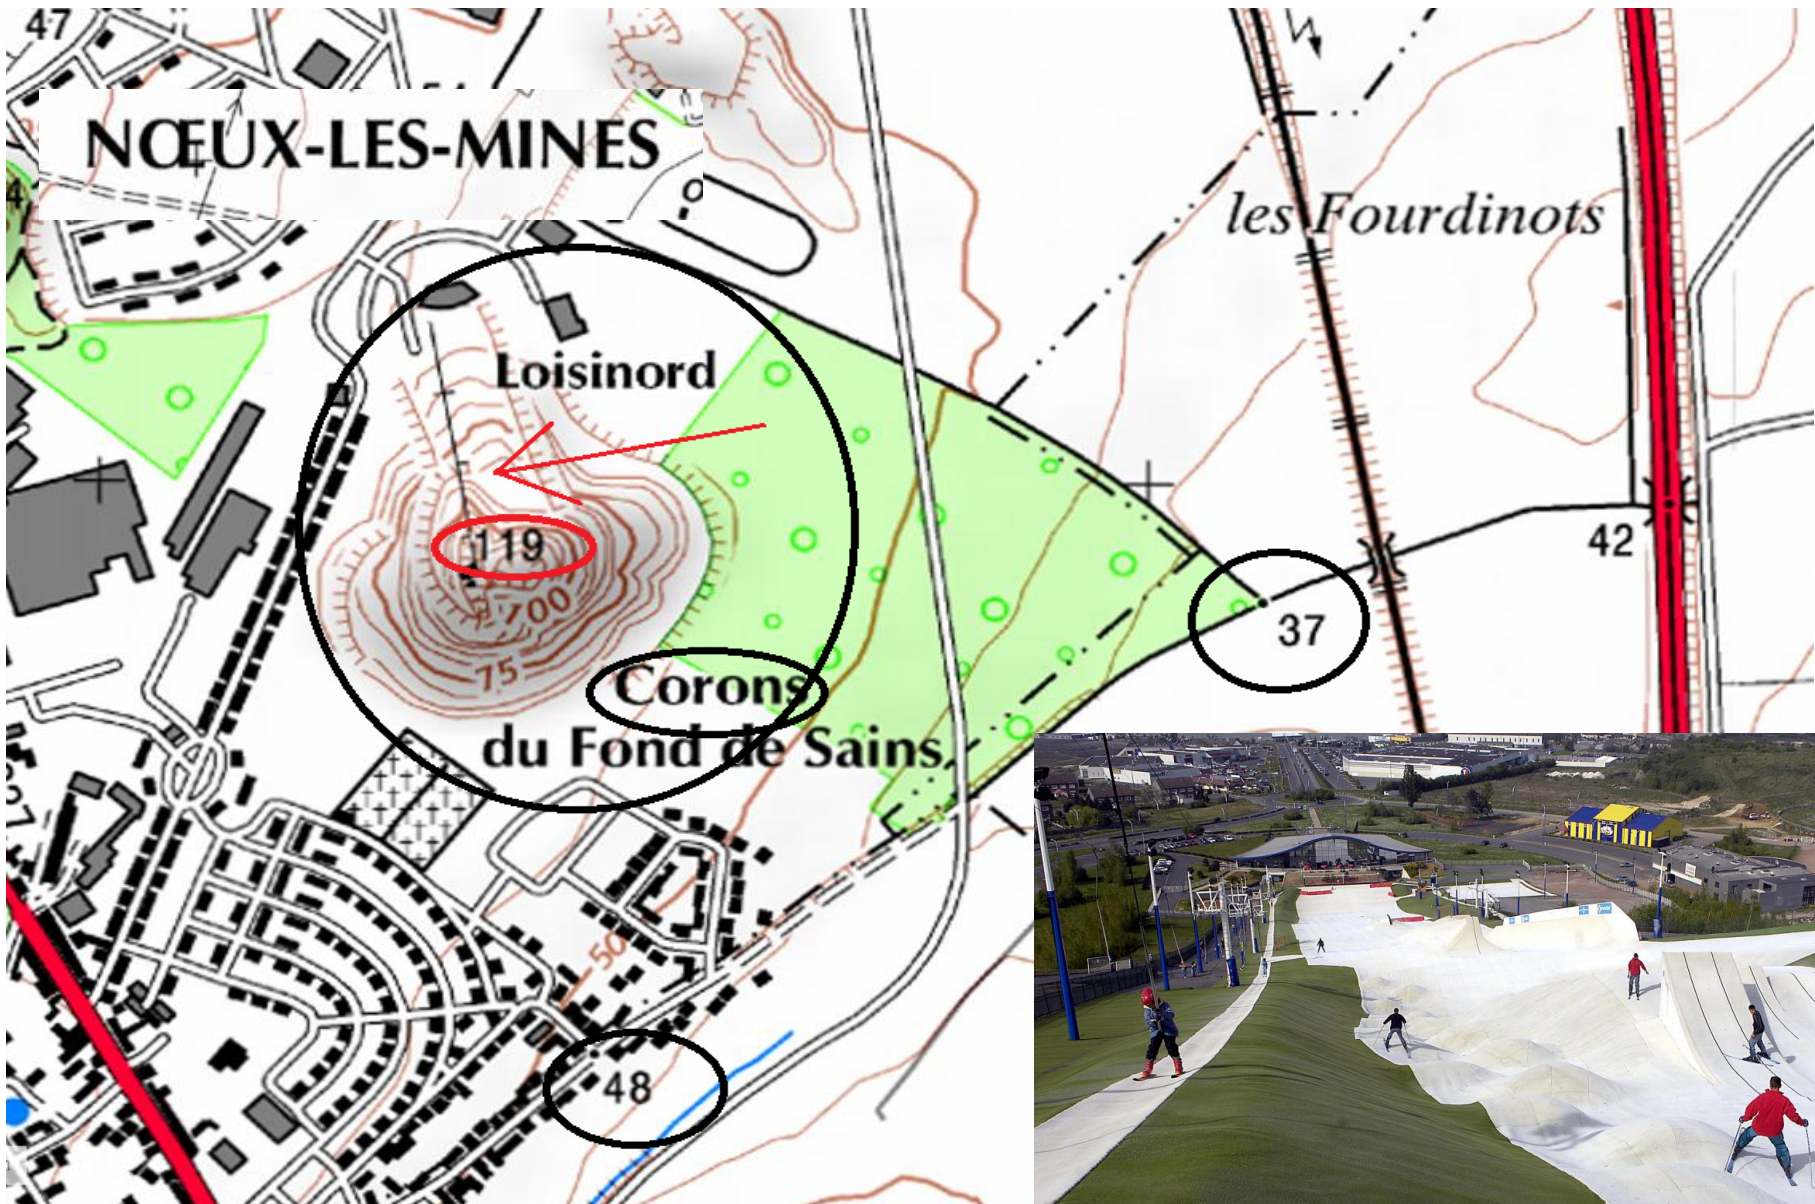 47
NŒUX-LES-MINES
les Fourdinots
Loisinord
119
100
75
Corons
du Fond de Sains
37
42
50
48